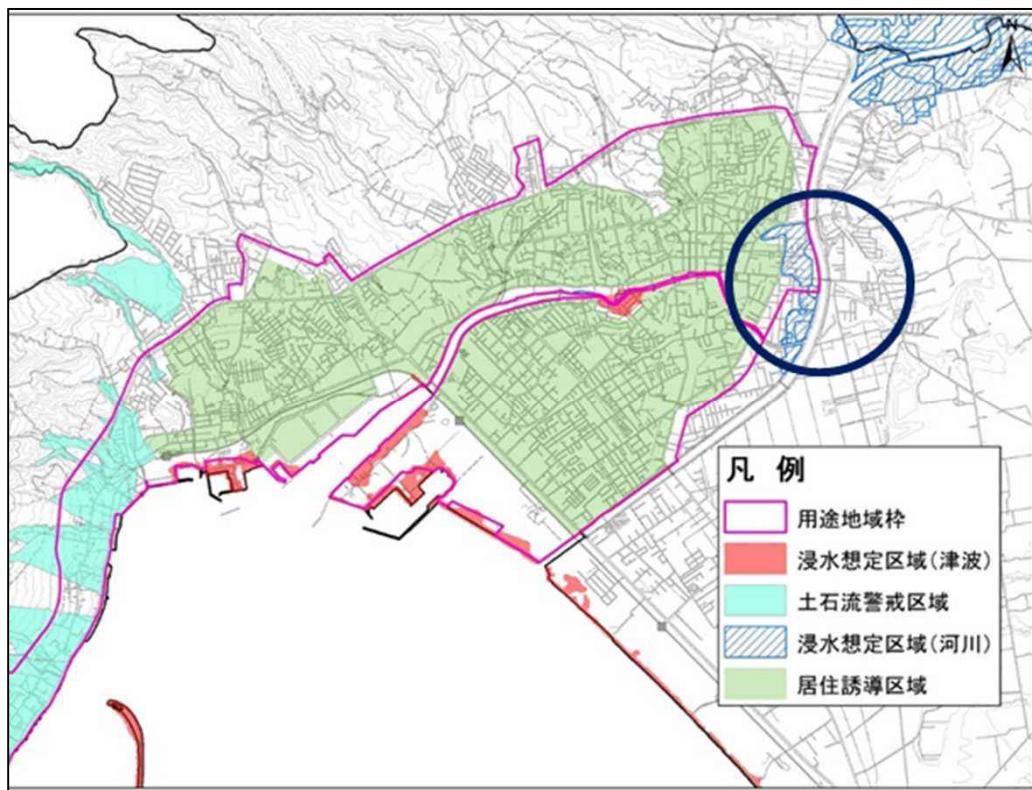 N
凡 例
用途地域枠
浸水想定区域(津波)
土石流警戒区域
浸水想定区域(河川)
居住誘導区域